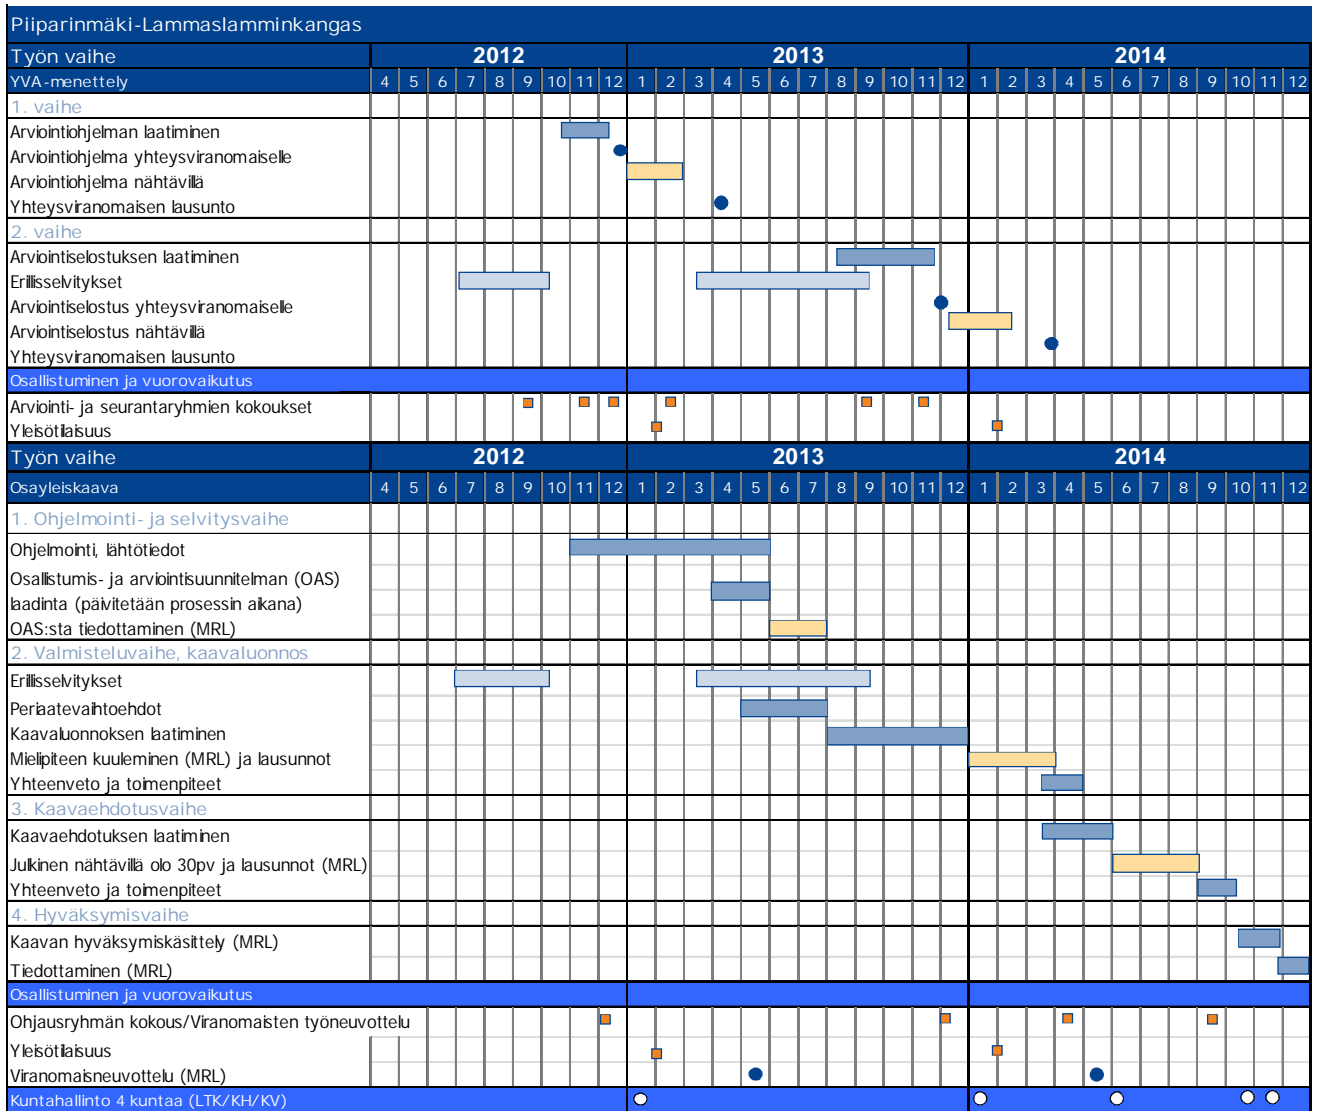 Piiparinmäki-Lammaslamminkangas
Työn vaihe 2012 2013 2014
YVA-menettely 4 5 6 7 8 9 10 11 12 1 2 3 4 5 6 7 8 9 10 11 12 1 2 3 4 5 6 7 8 9 10 11 12
1. vaihe
Arviointiohjelman laatiminen
Arviointiohjelma yhteysviranomaiselle
Arviointiohjelma nähtävillä
Yhteysviranomaisen lausunto
2. vaihe
Arviointiselostuksen laatiminen
Erillisselvitykset
Arviointiselostus yhteysviranomaiselle
Arviointiselostus nähtävillä
Yhteysviranomaisen lausunto
Osallistuminen ja vuorovaikutus
Arviointi- ja seurantaryhmien kokoukset
Yleisötilaisuus
Työn vaihe 2012 2013 2014
Osayleiskaava 4 5 6 7 8 9 10 11 12 1 2 3 4 5 6 7 8 9 10 11 12 1 2 3 4 5 6 7 8 9 10 11 12
1. Ohjelmointi- ja selvitysvaihe
Ohjelmointi, lähtötiedot
Osallistumis- ja arviointisuunnitelman (OAS)
laadinta (päivitetään prosessin aikana)
OAS:sta tiedottaminen (MRL)
2. Valmisteluvaihe, kaavaluonnos
Erillisselvitykset
Periaatevaihtoehdot
Kaavaluonnoksen laatiminen
Mielipiteen kuuleminen (MRL) ja lausunnot
Yhteenveto ja toimenpiteet
3. Kaavaehdotusvaihe
Kaavaehdotuksen laatiminen
Julkinen nähtävillä olo 30pv ja lausunnot (MRL)
Yhteenveto ja toimenpiteet
4. Hyväksymisvaihe
Kaavan hyväksymiskäsittely (MRL)
Tiedottaminen (MRL)
Osallistuminen ja vuorovaikutus
Ohjausryhmän kokous/Viranomaisten työneuvottelu
Yleisötilaisuus
Viranomaisneuvottelu (MRL)
Kuntahallinto 4 kuntaa (LTK/KH/KV)